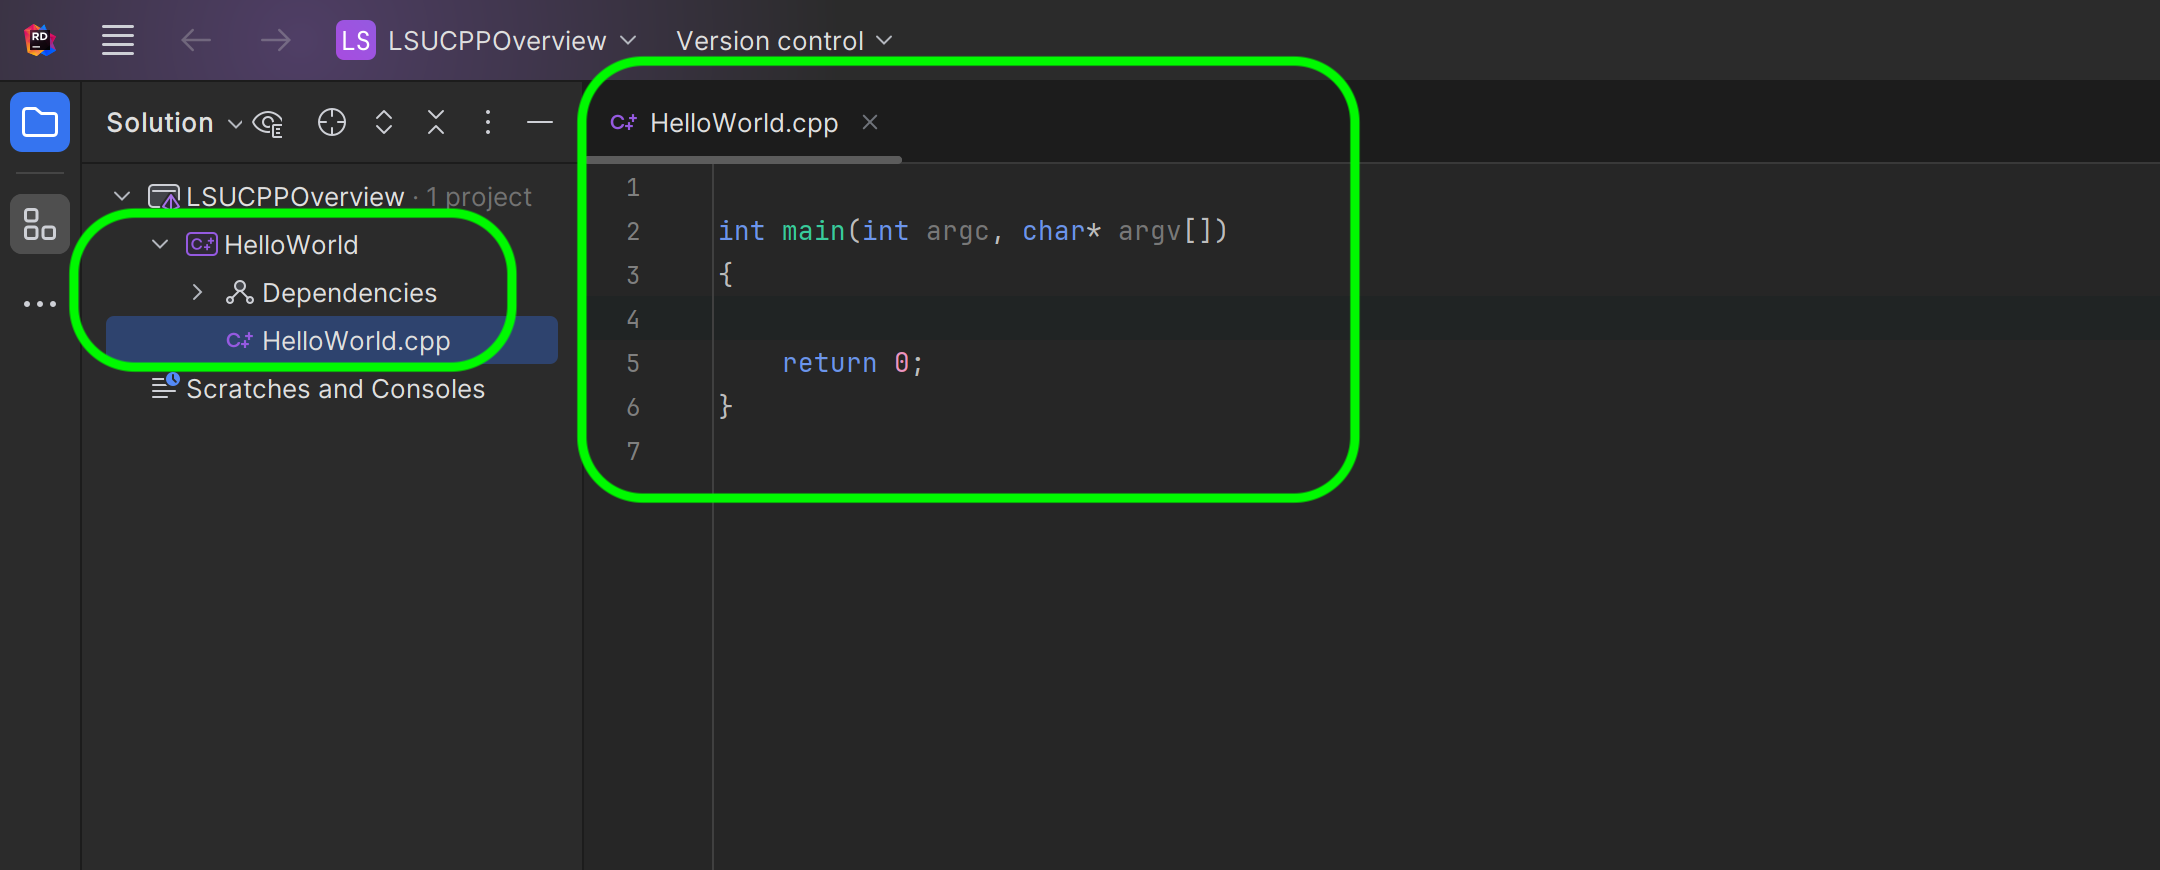 RD
LS LSUCPPOverview Version control
Solution
HelloWorld.cpp
LSUCPPOverview · 1 project
HelloWorld
Dependencies
HelloWorld.cpp
Scratches and Consoles
1
2 int main(int argc, char* argv[])
3 {
4
5 return 0;
6 }
7